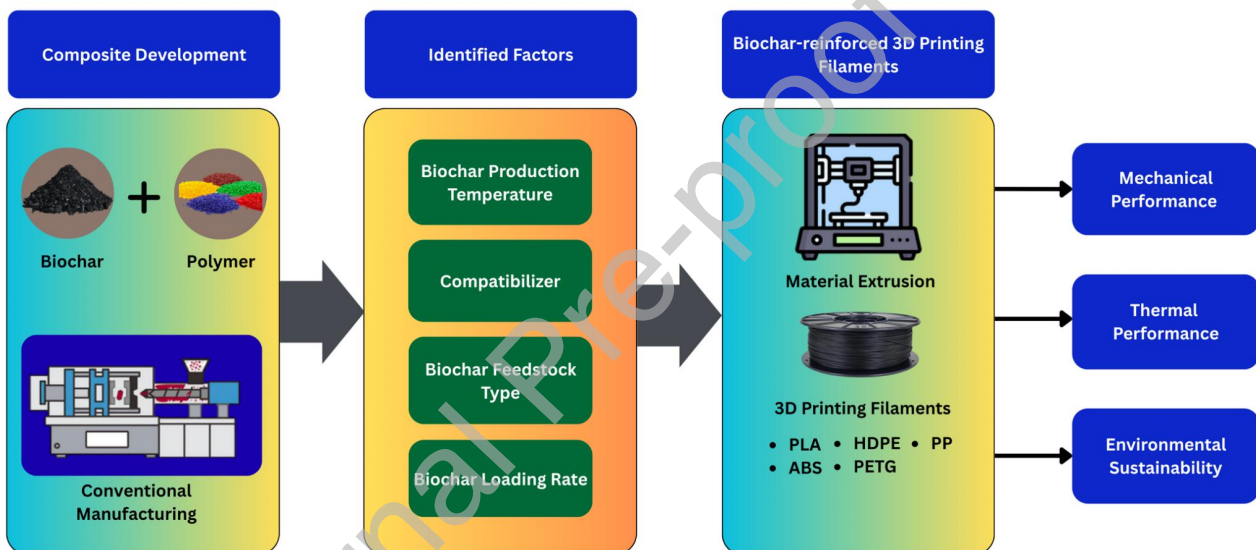 Composite Development
Identified Factors
Biochar-reinforced 3D Printing
Filaments
Biochar
+
Polymer
Conventional
Manufacturing
Biochar Production
Temperature
Compatibilizer
Biochar Feedstock
Type
Biochar Loading Rate
Material Extrusion
3D Printing Filaments
• PLA • HDPE • PP
• ABS • PETG
Mechanical
Performance
Thermal
Performance
Environmental
Sustainability
nal Pre-proof